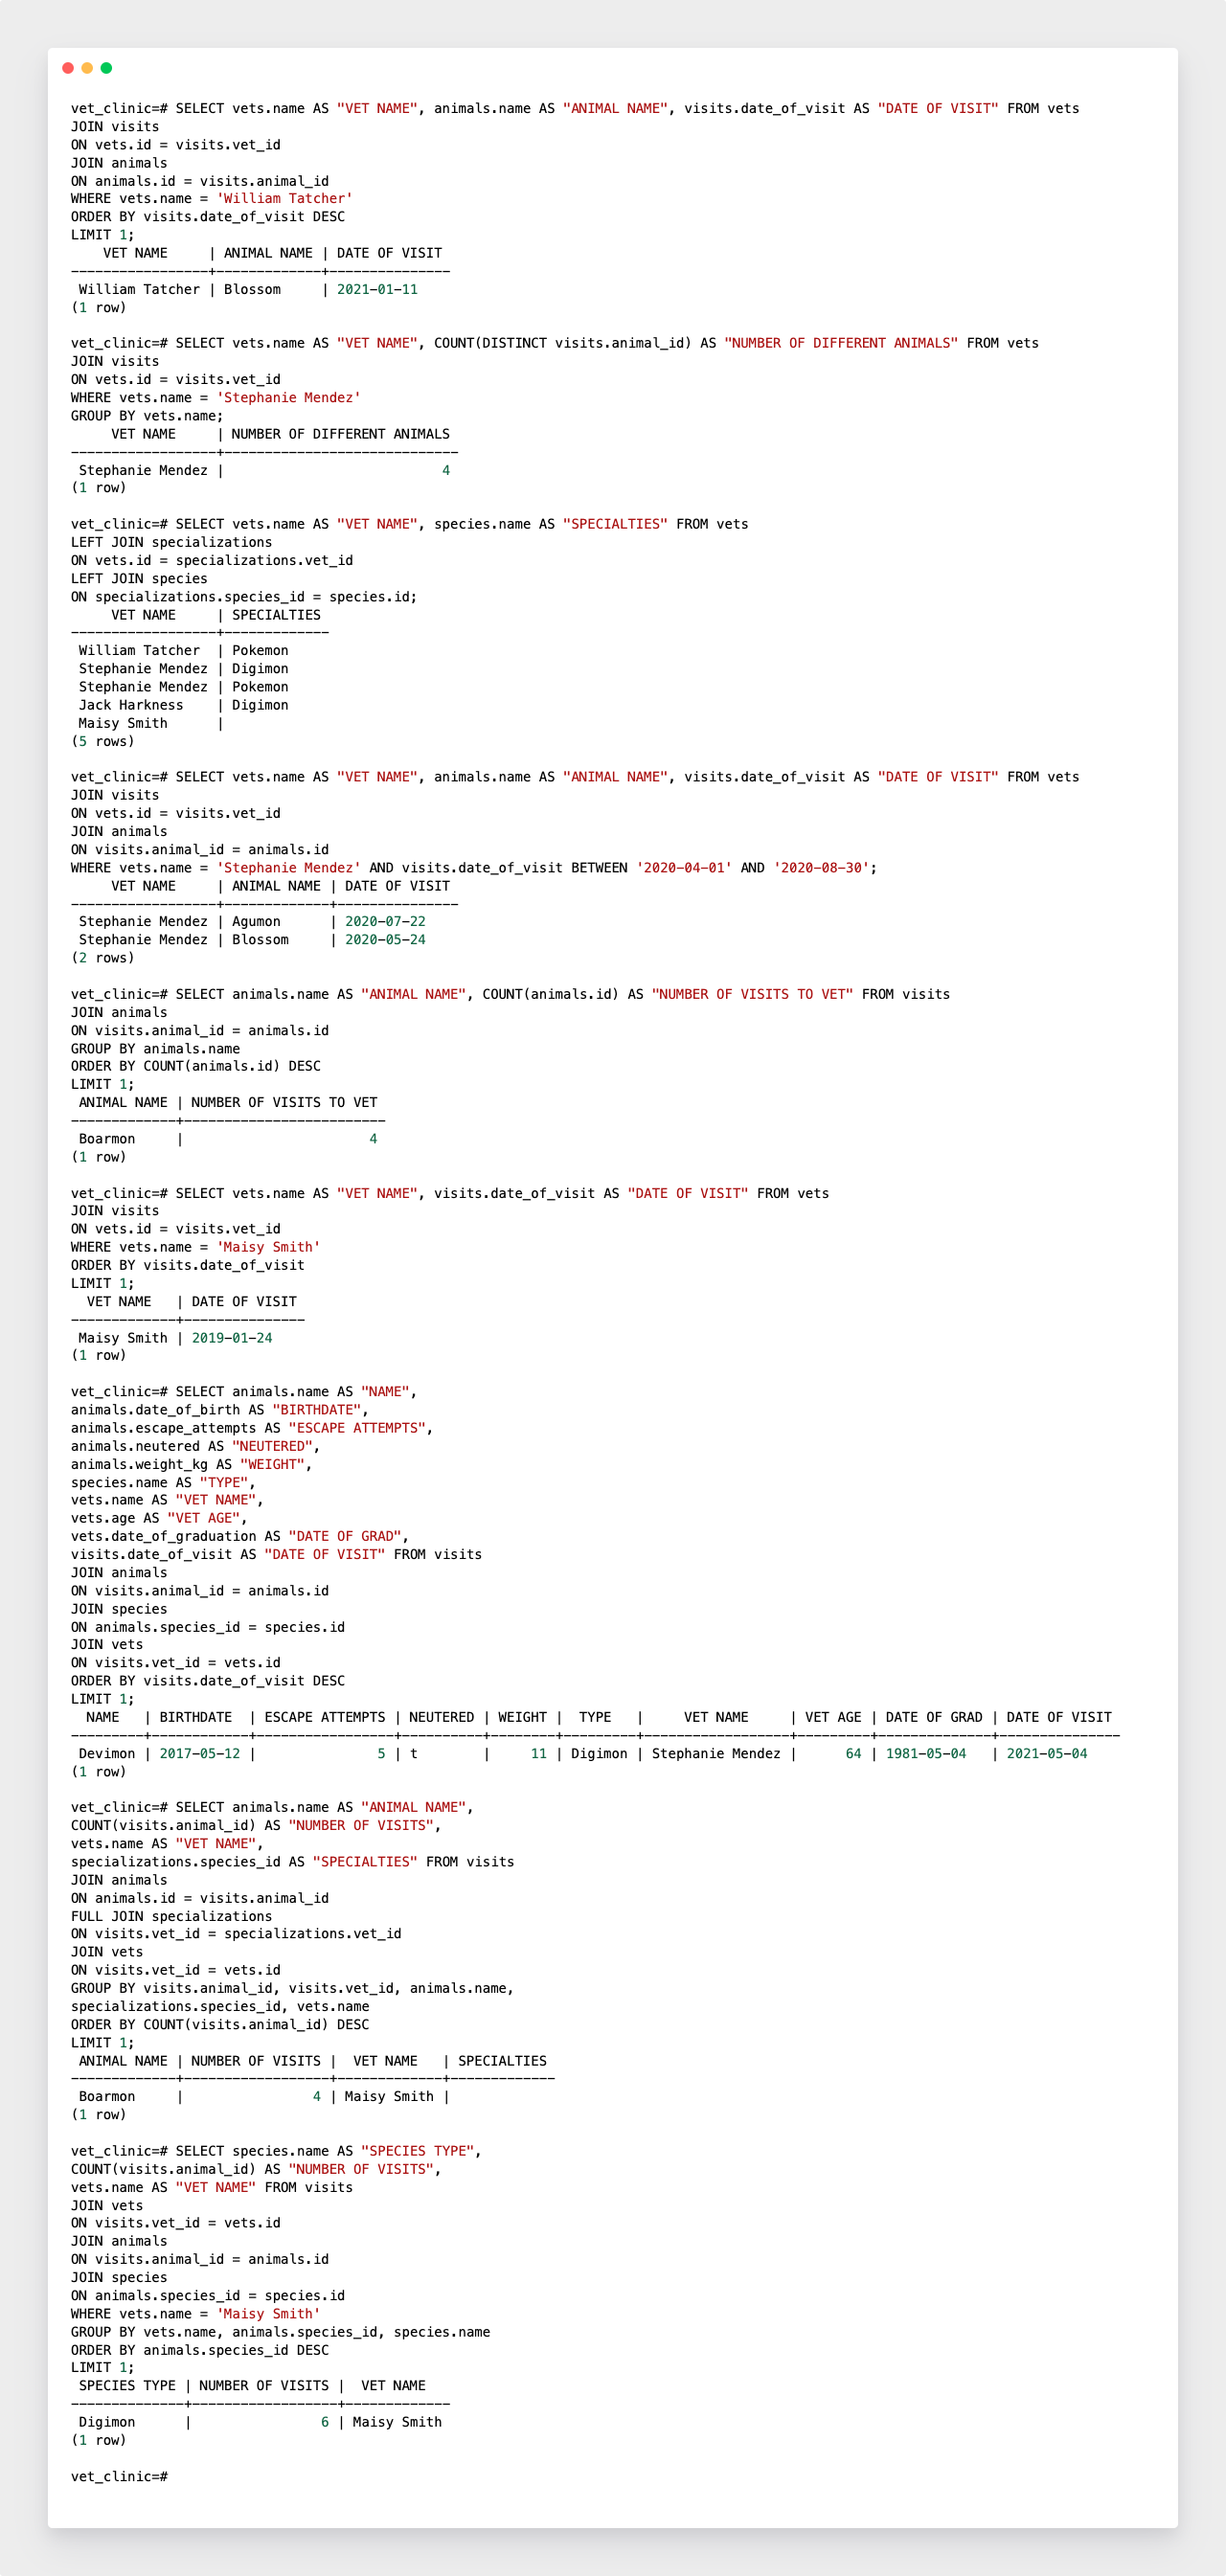 vet_clinic=# SELECT vets.name AS "VET NAME", animals.name AS "ANIMAL NAME", visits.date_of_visit AS "DATE OF VISIT" FROM vets
JOIN visits
ON vets.id = visits.vet_id
JOIN animals
ON animals.id = visits.animal_id
WHERE vets.name = 'William Tatcher'
ORDER BY visits.date_of_visit DESC
LIMIT 1;
    VET NAME     | ANIMAL NAME | DATE OF VISIT
-----------------+-------------+---------------
 William Tatcher | Blossom     | 2021-01-11
(1 row)

vet_clinic=# SELECT vets.name AS "VET NAME", COUNT(DISTINCT visits.animal_id) AS "NUMBER OF DIFFERENT ANIMALS" FROM vets
JOIN visits
ON vets.id = visits.vet_id
WHERE vets.name = 'Stephanie Mendez'
GROUP BY vets.name;
     VET NAME     | NUMBER OF DIFFERENT ANIMALS
------------------+-----------------------------
 Stephanie Mendez |                           4
(1 row)

vet_clinic=# SELECT vets.name AS "VET NAME", species.name AS "SPECIALTIES" FROM vets
LEFT JOIN specializations
ON vets.id = specializations.vet_id
LEFT JOIN species
ON specializations.species_id = species.id;
     VET NAME     | SPECIALTIES
------------------+-------------
 William Tatcher  | Pokemon
 Stephanie Mendez | Digimon
 Stephanie Mendez | Pokemon
 Jack Harkness    | Digimon
 Maisy Smith      |
(5 rows)

vet_clinic=# SELECT vets.name AS "VET NAME", animals.name AS "ANIMAL NAME", visits.date_of_visit AS "DATE OF VISIT" FROM vets
JOIN visits
ON vets.id = visits.vet_id
JOIN animals
ON visits.animal_id = animals.id
WHERE vets.name = 'Stephanie Mendez' AND visits.date_of_visit BETWEEN '2020-04-01' AND '2020-08-30';
     VET NAME     | ANIMAL NAME | DATE OF VISIT
------------------+-------------+---------------
 Stephanie Mendez | Agumon      | 2020-07-22
 Stephanie Mendez | Blossom     | 2020-05-24
(2 rows)

vet_clinic=# SELECT animals.name AS "ANIMAL NAME", COUNT(animals.id) AS "NUMBER OF VISITS TO VET" FROM visits
JOIN animals
ON visits.animal_id = animals.id
GROUP BY animals.name
ORDER BY COUNT(animals.id) DESC
LIMIT 1;
 ANIMAL NAME | NUMBER OF VISITS TO VET
-------------+-------------------------
 Boarmon     |                       4
(1 row)

vet_clinic=# SELECT vets.name AS "VET NAME", visits.date_of_visit AS "DATE OF VISIT" FROM vets
JOIN visits
ON vets.id = visits.vet_id
WHERE vets.name = 'Maisy Smith'
ORDER BY visits.date_of_visit
LIMIT 1;
  VET NAME   | DATE OF VISIT
-------------+---------------
 Maisy Smith | 2019-01-24
(1 row)

vet_clinic=# SELECT animals.name AS "NAME",
animals.date_of_birth AS "BIRTHDATE",
animals.escape_attempts AS "ESCAPE ATTEMPTS",
animals.neutered AS "NEUTERED",
animals.weight_kg AS "WEIGHT",
species.name AS "TYPE",
vets.name AS "VET NAME",
vets.age AS "VET AGE",
vets.date_of_graduation AS "DATE OF GRAD",
visits.date_of_visit AS "DATE OF VISIT" FROM visits
JOIN animals
ON visits.animal_id = animals.id
JOIN species
ON animals.species_id = species.id
JOIN vets
ON visits.vet_id = vets.id
ORDER BY visits.date_of_visit DESC
LIMIT 1;
  NAME   | BIRTHDATE  | ESCAPE ATTEMPTS | NEUTERED | WEIGHT |  TYPE   |     VET NAME     | VET AGE | DATE OF GRAD | DATE OF VISIT
---------+------------+-----------------+----------+--------+---------+------------------+---------+--------------+---------------
 Devimon | 2017-05-12 |               5 | t        |     11 | Digimon | Stephanie Mendez |      64 | 1981-05-04   | 2021-05-04
(1 row)

vet_clinic=# SELECT animals.name AS "ANIMAL NAME",
COUNT(visits.animal_id) AS "NUMBER OF VISITS",
vets.name AS "VET NAME",
specializations.species_id AS "SPECIALTIES" FROM visits
JOIN animals
ON animals.id = visits.animal_id
FULL JOIN specializations
ON visits.vet_id = specializations.vet_id
JOIN vets
ON visits.vet_id = vets.id
GROUP BY visits.animal_id, visits.vet_id, animals.name,
specializations.species_id, vets.name
ORDER BY COUNT(visits.animal_id) DESC
LIMIT 1;
 ANIMAL NAME | NUMBER OF VISITS |  VET NAME   | SPECIALTIES
-------------+------------------+-------------+-------------
 Boarmon     |                4 | Maisy Smith |
(1 row)

vet_clinic=# SELECT species.name AS "SPECIES TYPE",
COUNT(visits.animal_id) AS "NUMBER OF VISITS",
vets.name AS "VET NAME" FROM visits
JOIN vets
ON visits.vet_id = vets.id
JOIN animals
ON visits.animal_id = animals.id
JOIN species
ON animals.species_id = species.id
WHERE vets.name = 'Maisy Smith'
GROUP BY vets.name, animals.species_id, species.name
ORDER BY animals.species_id DESC
LIMIT 1;
 SPECIES TYPE | NUMBER OF VISITS |  VET NAME
--------------+------------------+-------------
 Digimon      |                6 | Maisy Smith
(1 row)

vet_clinic=#